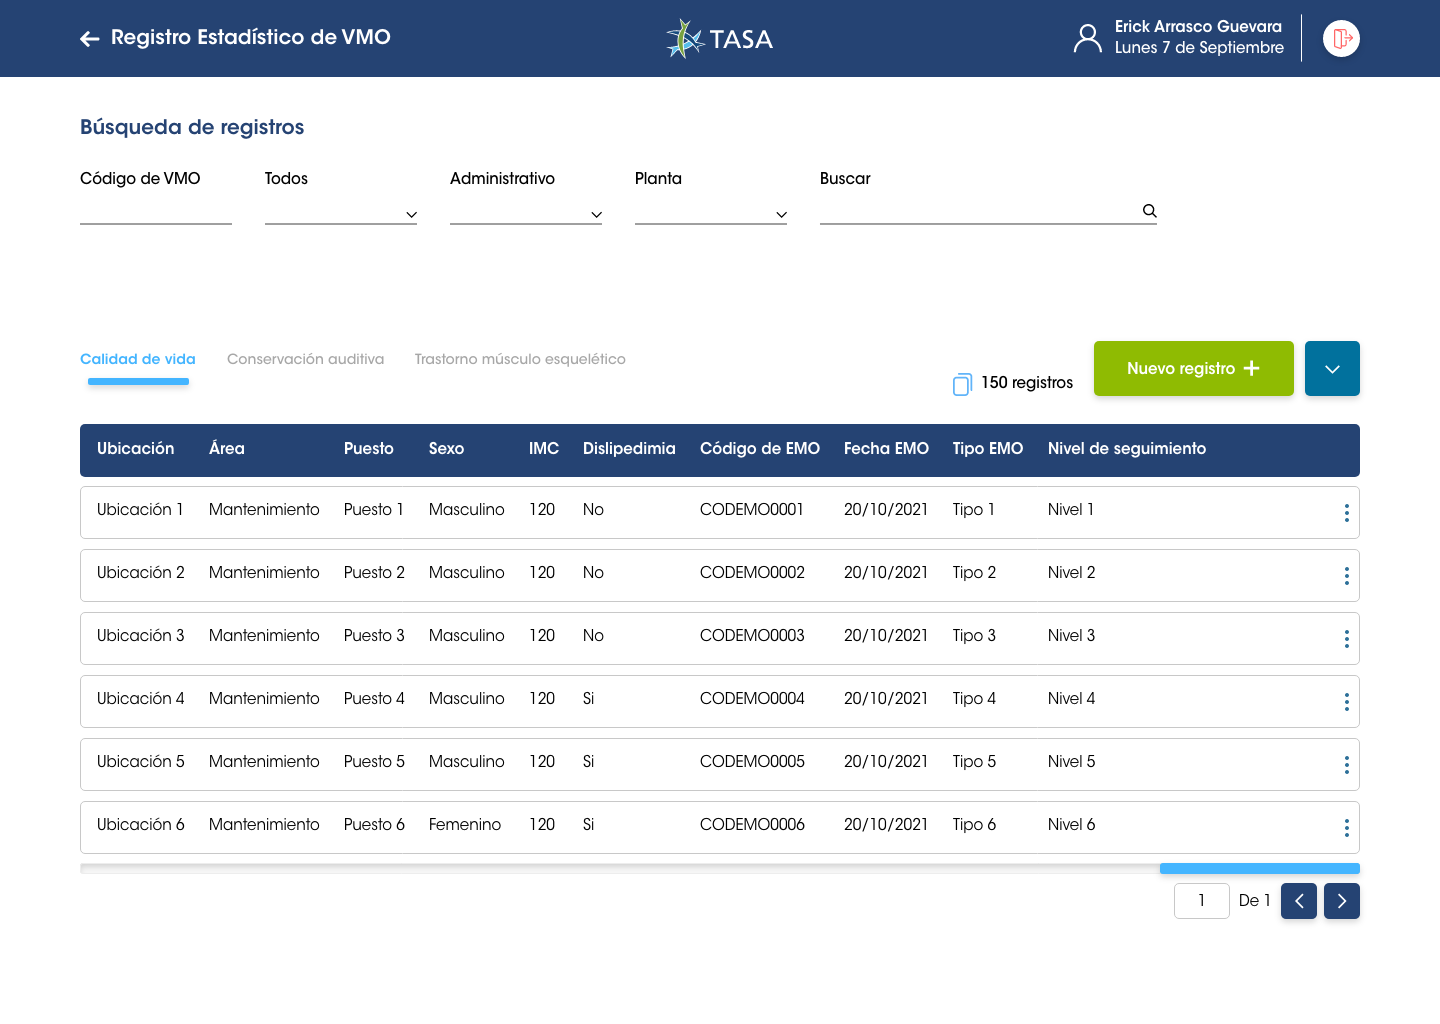 Registro Estadístico de VMO
TASA
Erick Arrasco Guevara
Lunes 7 de Septiembre
Búsqueda de registros
Código de VMO Todos Administrativo Planta Buscar
Calidad de vida Conservación auditiva Trastorno músculo esquelético
150 registros
Nuevo registro
Ubicación Área Puesto Sexo IMC Dislipedimia Código de EMO Fecha EMO Tipo EMO Nivel de seguimiento
Ubicación 1 Mantenimiento Puesto 1 Masculino 120 No CODEMO0001 20/10/2021 Tipo 1 Nivel 1
Ubicación 2 Mantenimiento Puesto 2 Masculino 120 No CODEMO0002 20/10/2021 Tipo 2 Nivel 2
Ubicación 3 Mantenimiento Puesto 3 Masculino 120 No CODEMO0003 20/10/2021 Tipo 3 Nivel 3
Ubicación 4 Mantenimiento Puesto 4 Masculino 120 Si CODEMO0004 20/10/2021 Tipo 4 Nivel 4
Ubicación 5 Mantenimiento Puesto 5 Masculino 120 Si CODEMO0005 20/10/2021 Tipo 5 Nivel 5
Ubicación 6 Mantenimiento Puesto 6 Femenino 120 Si CODEMO0006 20/10/2021 Tipo 6 Nivel 6
1 De 1